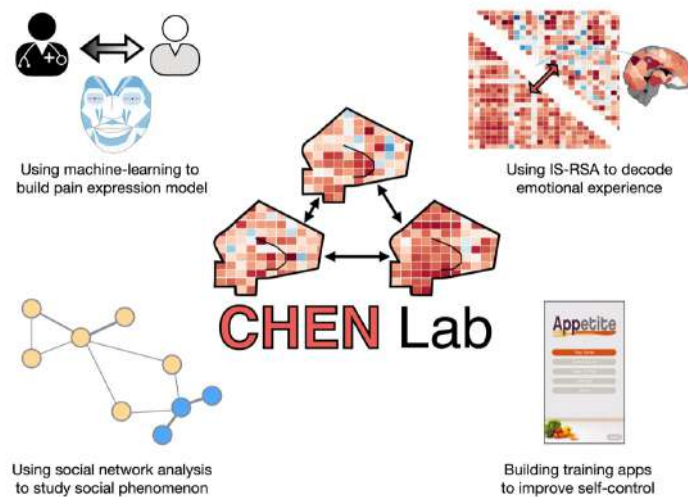 Using machine-learning to
build pain expression model
Using IS-RSA to decode
emotional experience
CHEN Lab
Appetite
Using social network analysis
to study social phenomenon
Building training apps
to improve self-control